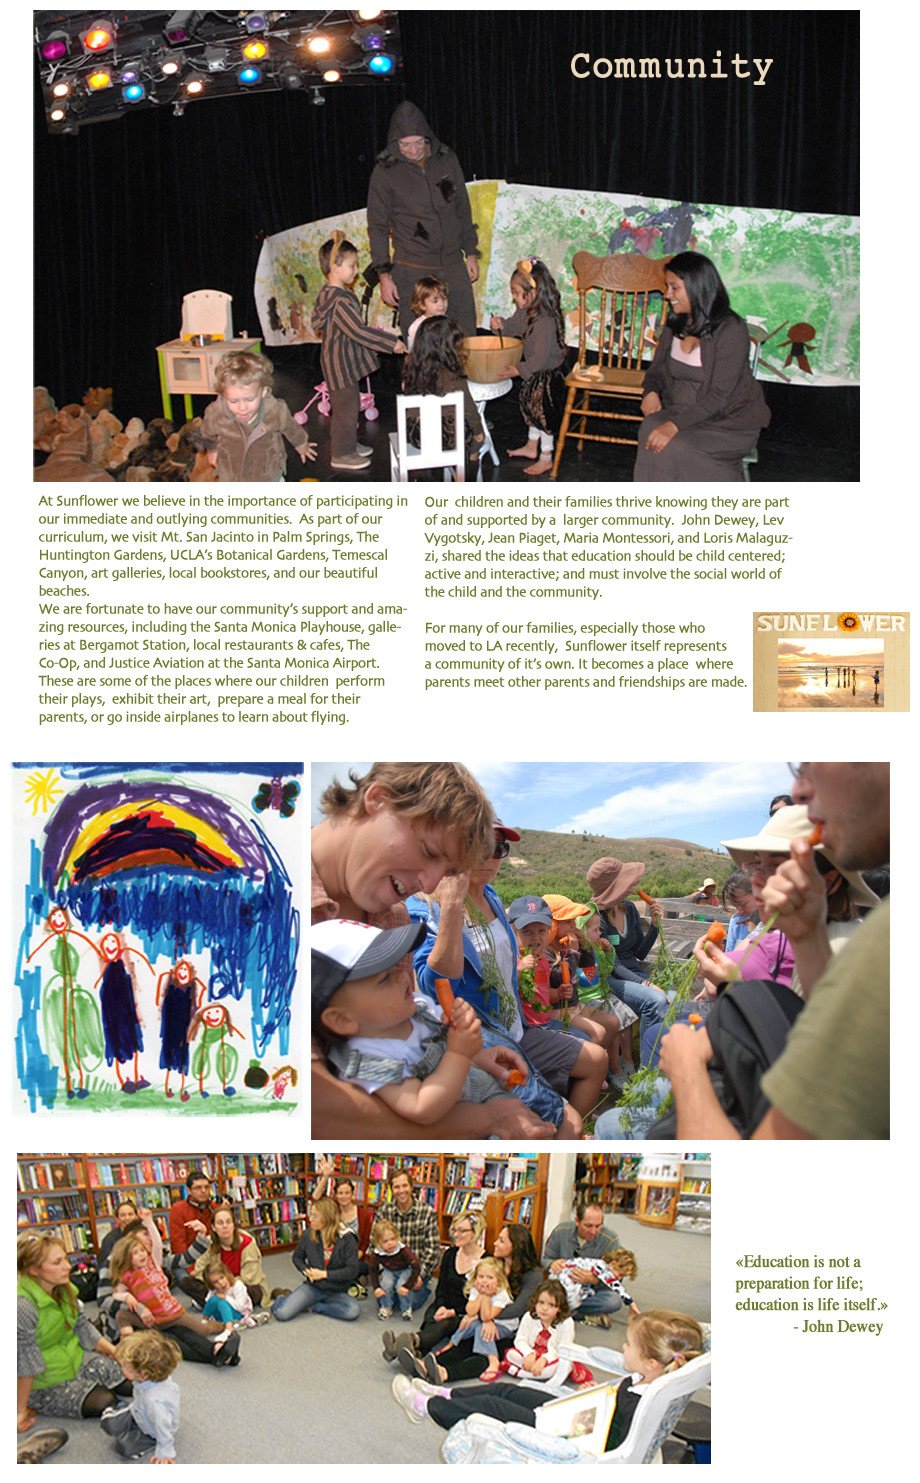 Community
At Sunflower we believe in the importance of participating in
our immediate and outlying communities. As part of our
curriculum, we visit Mt. San Jacinto in Palm Springs, The
Huntington Gardens, UCLA's Botanical Gardens, Temescal
Canyon, art galleries, local bookstores, and our beautiful
beaches.
We are fortunate to have our community's support and ama-
zing resources, including the Santa Monica Playhouse, galle-
ries at Bergamot Station, local restaurants & cafes, The
Co-Op, and Justice Aviation at the Santa Monica Airport.
These are some of the places where our children perform
their plays, exhibit their art, prepare a meal for their
parents, or go inside airplanes to learn about flying.
Our children and their families thrive knowing they are part
of and supported by a larger community. John Dewey, Lev
Vygotsky, Jean Piaget, Maria Montessori, and Loris Malaguz-
zi, shared the ideas that education should be child centered;
active and interactive; and must involve the social world of
the child and the community.
For many of our families, especially those who
moved to LA recently, Sunflower itself represents
a community of it's own. It becomes a place where
parents meet other parents and friendships are made.
SUNFLOWER
«Education is not a
preparation for life;
education is life itself.»
- John Dewey